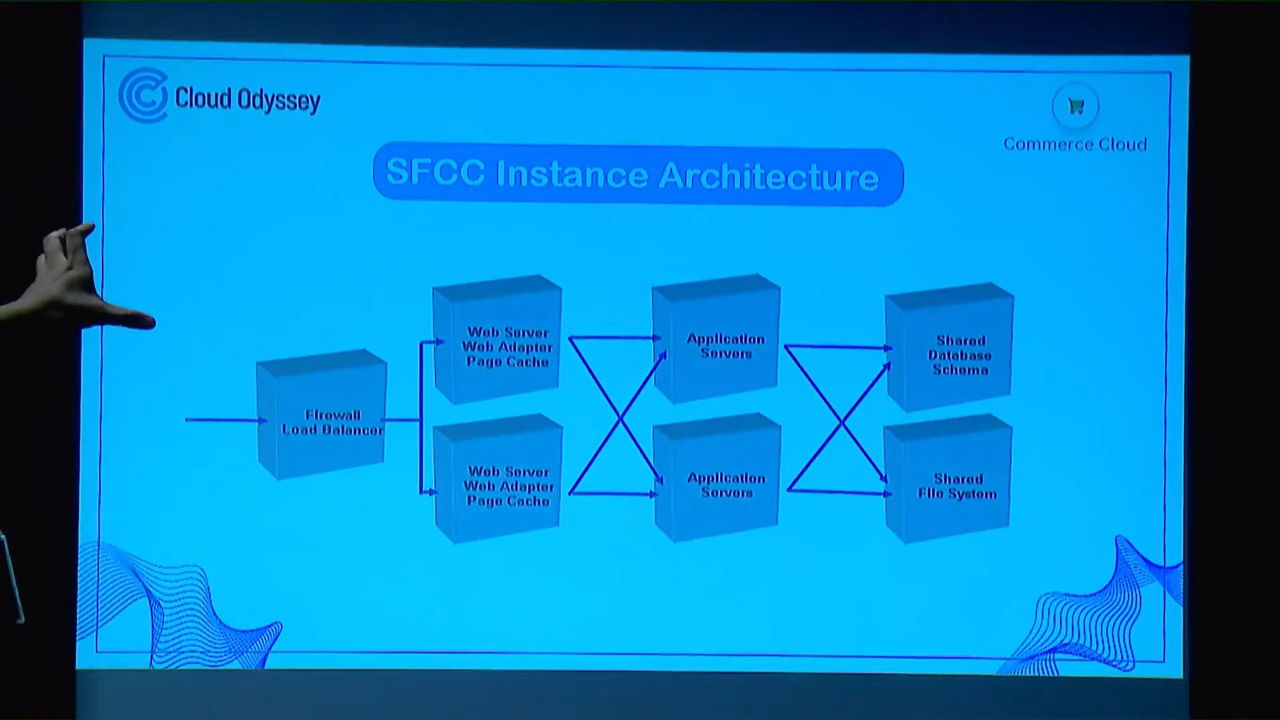 Cloud Odyssey
Commerce Cloud
SFCC Instance Architecture
Firewall
Load Balancer
Web Server
Web Adapter
Page Cache
Web Server
Web Adapter
Page Cache
Application
Servers
Application
Servers
Shared
Database
Schema
Shared
File System